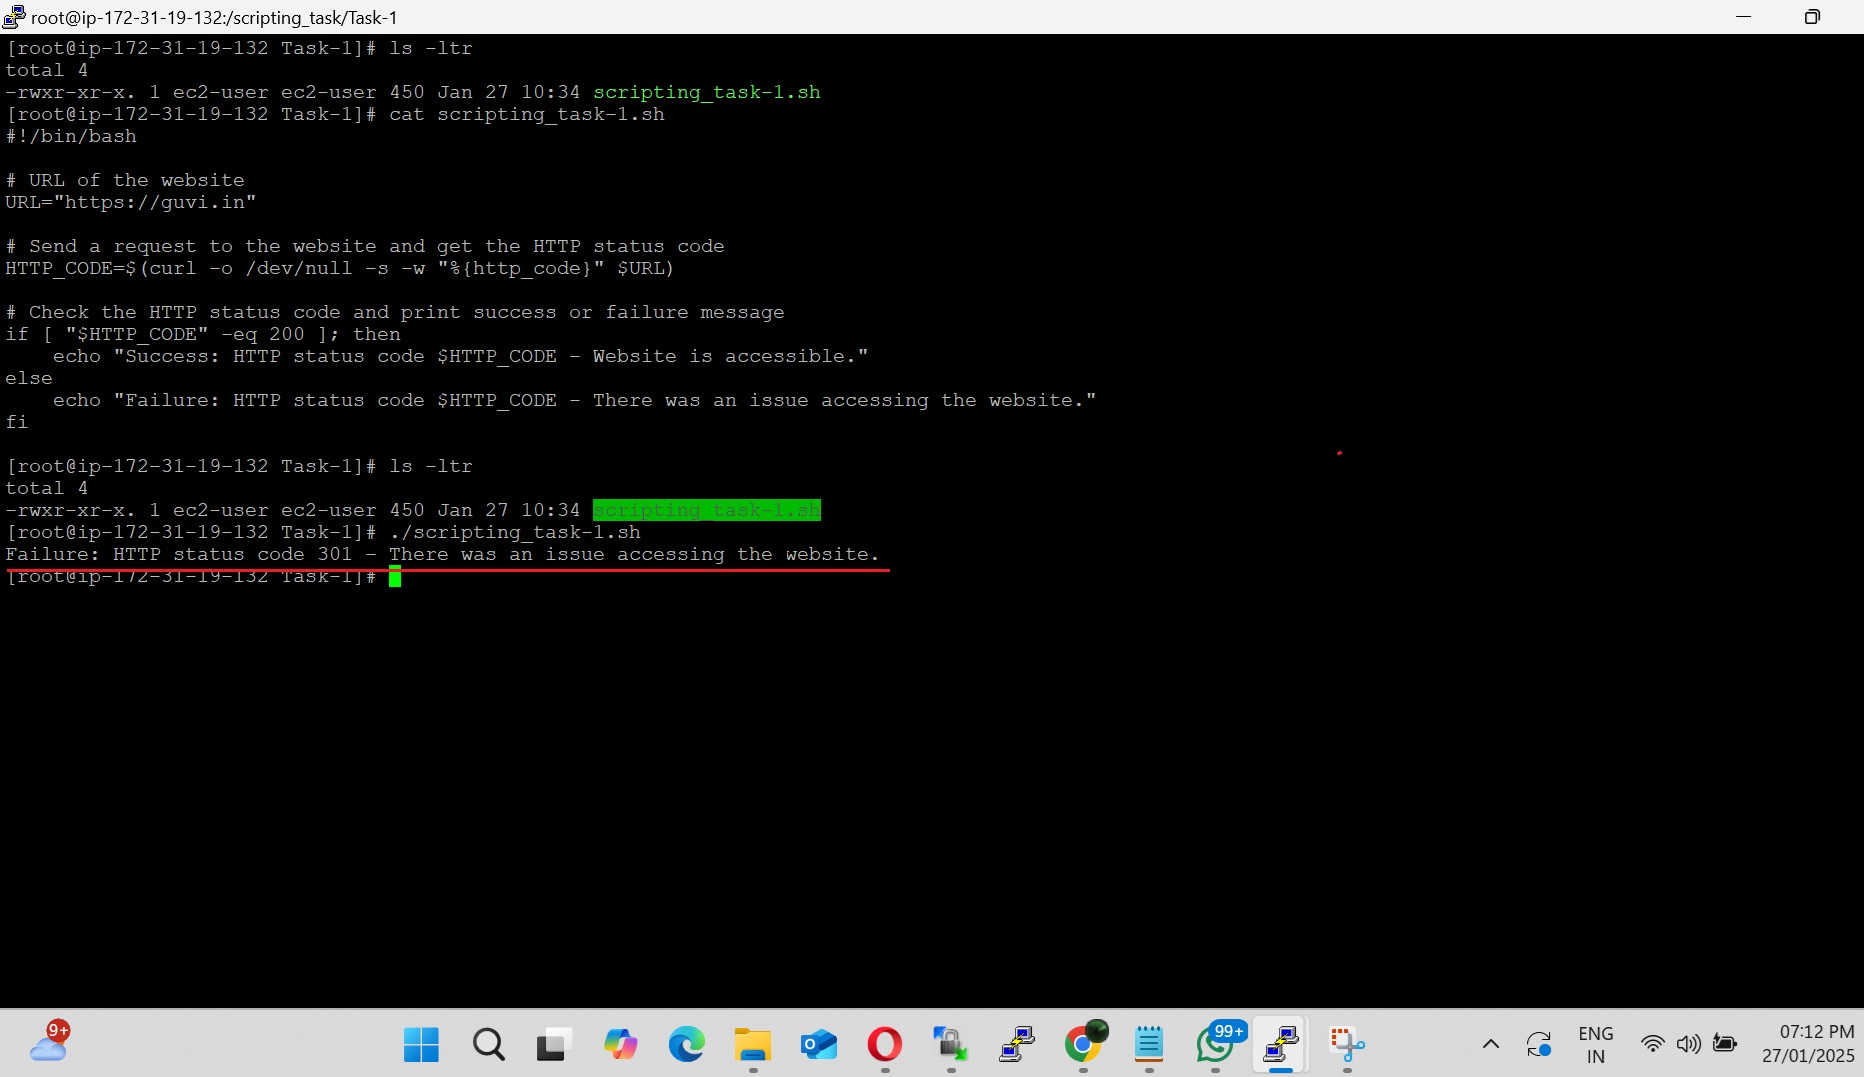 root@ip-172-31-19-132:/scripting_task/Task-1
[root@ip-172-31-19-132 Task-1]# ls -ltr
total 4
-rwxr-xr-x. 1 ec2-user ec2-user 450 Jan 27 10:34 scripting_task-1.sh
[root@ip-172-31-19-132 Task-1]# cat scripting_task-1.sh
#!/bin/bash

# URL of the website
URL="https://guvi.in"

# Send a request to the website and get the HTTP status code
HTTP_CODE=$(curl -o /dev/null -s -w "%{http_code}" $URL)

# Check the HTTP status code and print success or failure message
if [ "$HTTP_CODE" -eq 200 ]; then
    echo "Success: HTTP status code $HTTP_CODE - Website is accessible."
else
    echo "Failure: HTTP status code $HTTP_CODE - There was an issue accessing the website."
fi

[root@ip-172-31-19-132 Task-1]# ls -ltr
total 4
-rwxr-xr-x. 1 ec2-user ec2-user 450 Jan 27 10:34 scripting_task-1.sh
[root@ip-172-31-19-132 Task-1]# ./scripting_task-1.sh
Failure: HTTP status code 301 - There was an issue accessing the website.
[root@ip-172-31-19-132 Task-1]#
9+
99+
ENG
IN
07:12 PM
27/01/2025